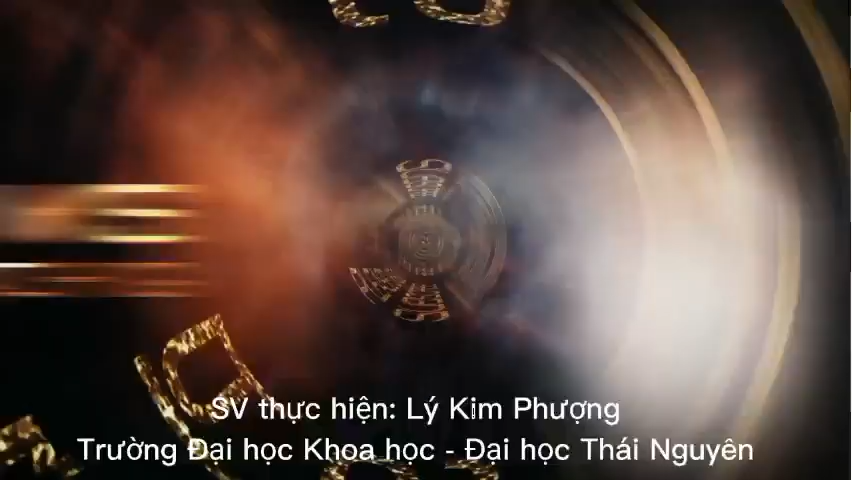 SV thực hiện: Lý Kim Phượng
Trường Đại học Khoa học - Đại học Thái Nguyên